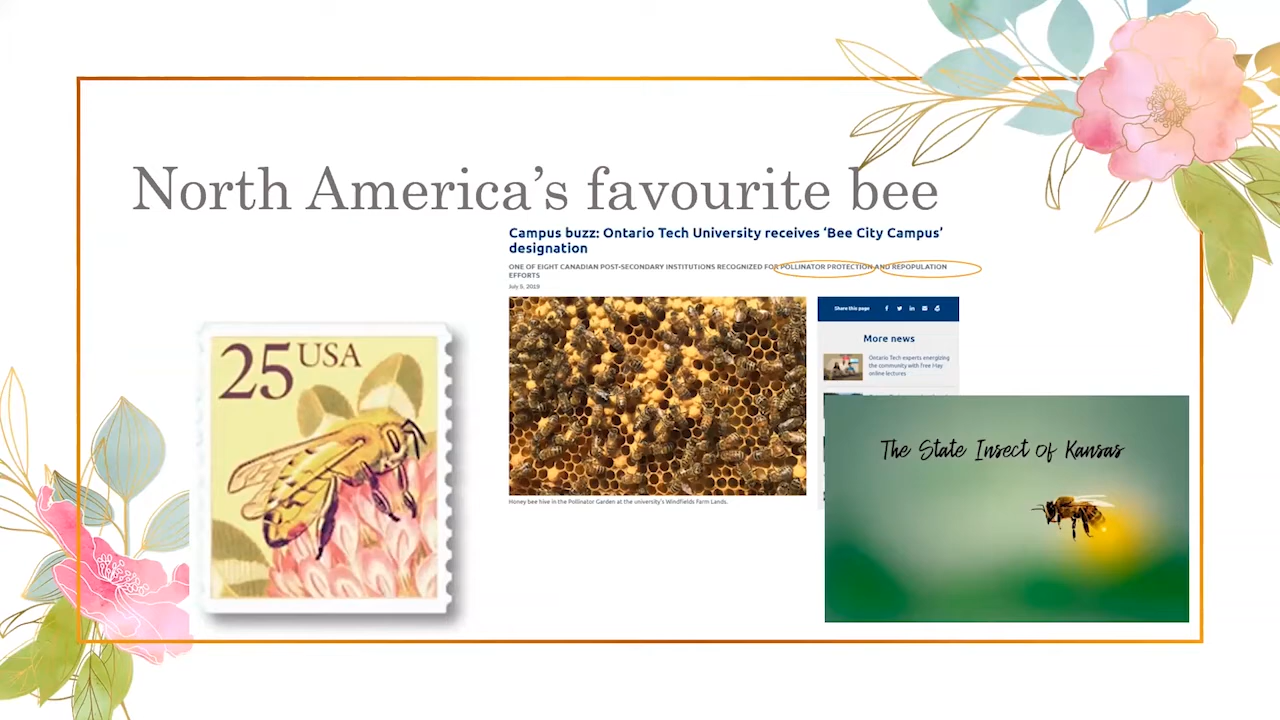 North America's favourite bee
Campus buzz: Ontario Tech University receives 'Bee City Campus'
designation
ONE OF EIGHT CANADIAN POST-SECONDARY INSTITUTIONS RECOGNIZED FOR POLLINATOR PROTECTION AND REPOPULATION
EFFORTS
July 5, 2019
25 USA
Honey bee hive in the Pollinator Garden at the university's Windfields Farm Lands.
Share this page
More news
Ontario Tech experts energizing
the community with free May
online lectures
The State Insect of Kansas